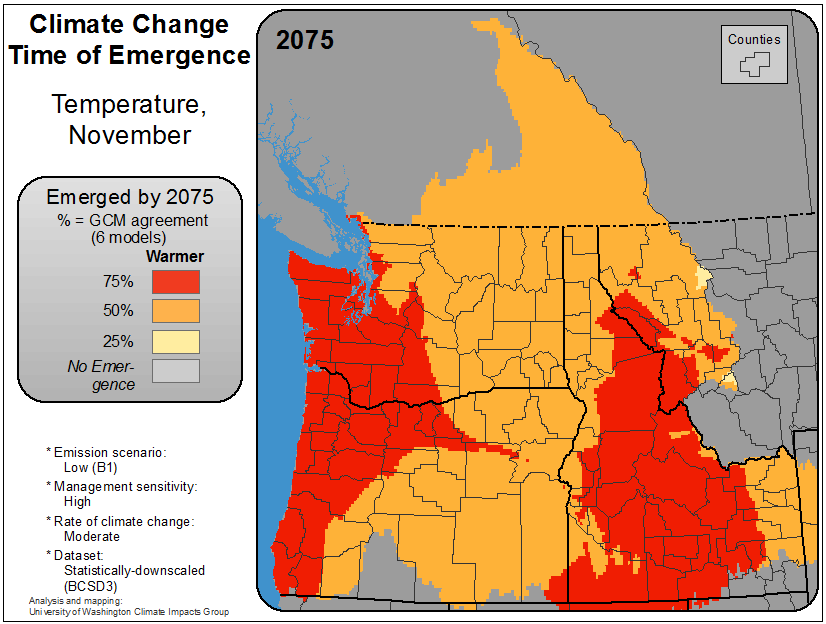 Climate Change
Time of Emergence
Temperature,
November
Emerged by 2075
% = GCM agreement
(6 models)
Warmer
75%
50%
25%
No Emer-
gence
* Emission scenario:
Low (B1)
* Management sensitivity:
High
* Rate of climate change:
Moderate
* Dataset:
Statistically-downscaled
(BCSD3)
Analysis and mapping:
University of Washington Climate Impacts Group
2075
Counties